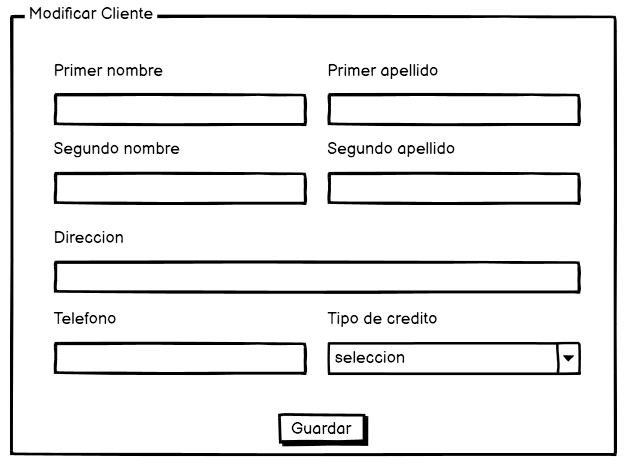 Modificar Cliente
Primer nombre
Primer apellido
Segundo nombre
Segundo apellido
Direccion
Telefono
Tipo de credito
seleccion
Guardar